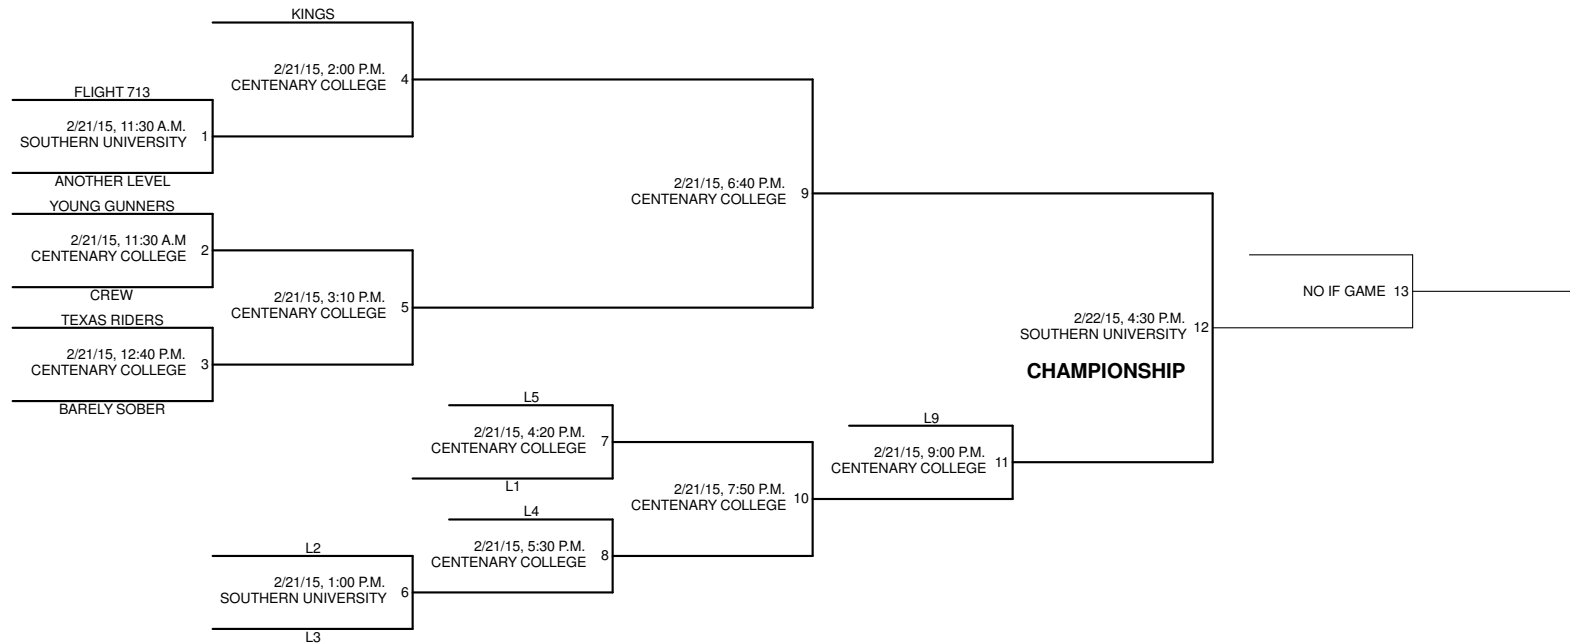 KINGS
2/21/15, 2:00 P.M.
CENTENARY COLLEGE
4
FLIGHT 713
2/21/15, 11:30 A.M.
SOUTHERN UNIVERSITY
1
ANOTHER LEVEL
YOUNG GUNNERS
2/21/15, 11:30 A.M
CENTENARY COLLEGE
2
CREW
2/21/15, 3:10 P.M.
CENTENARY COLLEGE
5
TEXAS RIDERS
2/21/15, 12:40 P.M.
CENTENARY COLLEGE
3
BARELY SOBER
2/21/15, 6:40 P.M.
CENTENARY COLLEGE
9
L5
2/21/15, 4:20 P.M.
CENTENARY COLLEGE
7
L1
L4
2/21/15, 5:30 P.M.
CENTENARY COLLEGE
8
L2
2/21/15, 1:00 P.M.
SOUTHERN UNIVERSITY
6
L3
2/21/15, 7:50 P.M.
CENTENARY COLLEGE
10
L9
2/21/15, 9:00 P.M.
CENTENARY COLLEGE
11
2/22/15, 4:30 P.M.
SOUTHERN UNIVERSITY
12
CHAMPIONSHIP
NO IF GAME 13